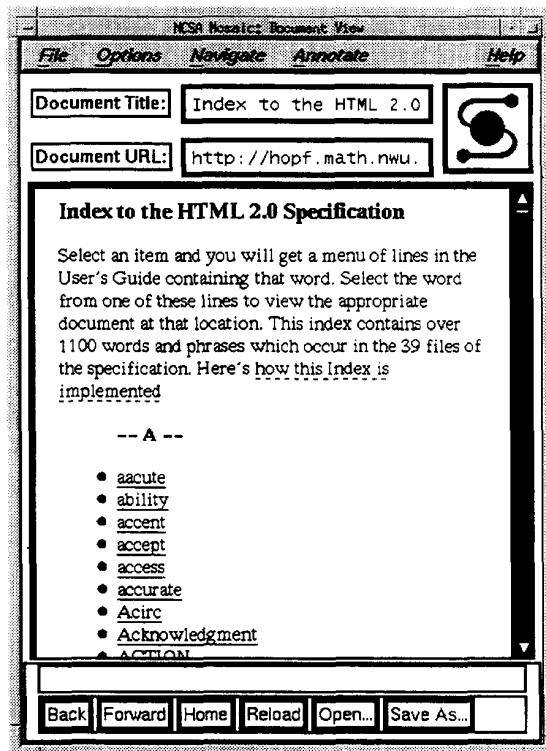 NCSA Mosaic: Document View
File Options Navigate Annotate Help
Document Title: Index to the HTML 2.0
Document URL: http://hopf.math.nwu.
Index to the HTML 2.0 Specification
Select an item and you will get a menu of lines in the
User's Guide containing that word. Select the word
from one of these lines to view the appropriate
document at that location. This index contains over
1100 words and phrases which occur in the 39 files of
the specification. Here's how this Index is
implemented
-- A --
aacute
ability
accent
accept
access
accurate
Acirc
Acknowledgment
ACTION
Back Forward Home Reload Open... Save As...